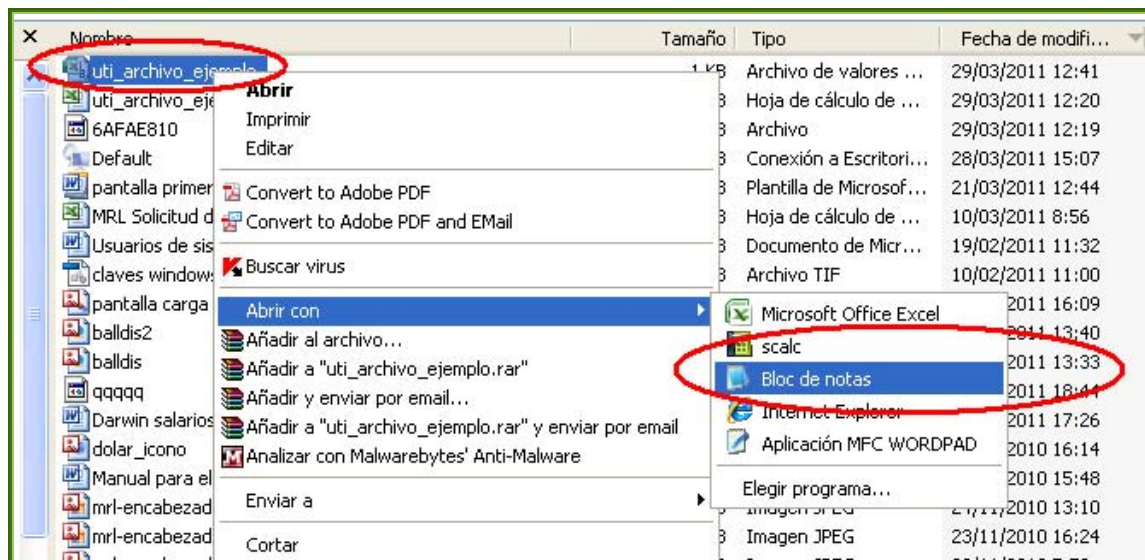 Nombre Tamaño Tipo Fecha de modifi...
uti_archivo_ejemplo 1 KB Archivo de valores ... 29/03/2011 12:41
uti_archivo_eje Hoja de cálculo de ... 29/03/2011 12:20
6AFAE810 Archivo 29/03/2011 12:19
Default Conexión a Escritori... 28/03/2011 15:07
pantalla primer Plantilla de Microsof... 21/03/2011 12:44
MRL Solicitud d Hoja de cálculo de ... 10/03/2011 8:56
Usuarios de sis Documento de Micr... 19/02/2011 11:32
claves windows Archivo TIF 10/02/2011 11:00
pantalla carga 2011 16:09
balldis2 2011 13:40
balldis 2011 13:33
qqqqq 2011 18:44
Darwin salarios 2011 17:26
dolar_icono 2010 16:14
Manual para el 2010 15:48
mrl-encabezad Imagen JPEG 24/11/2010 13:10
mrl-encabezad Imagen JPEG 23/11/2010 16:24
Abrir
Imprimir
Editar
Convert to Adobe PDF
Convert to Adobe PDF and EMail
Buscar virus
Abrir con
Añadir al archivo...
Añadir a "uti_archivo_ejemplo.rar"
Añadir y enviar por email...
Añadir a "uti_archivo_ejemplo.rar" y enviar por email
Analizar con Malwarebytes' Anti-Malware
Enviar a
Cortar
Microsoft Office Excel
scalc
Bloc de notas
Internet Explorer
Aplicación MFC WORDPAD
Elegir programa...